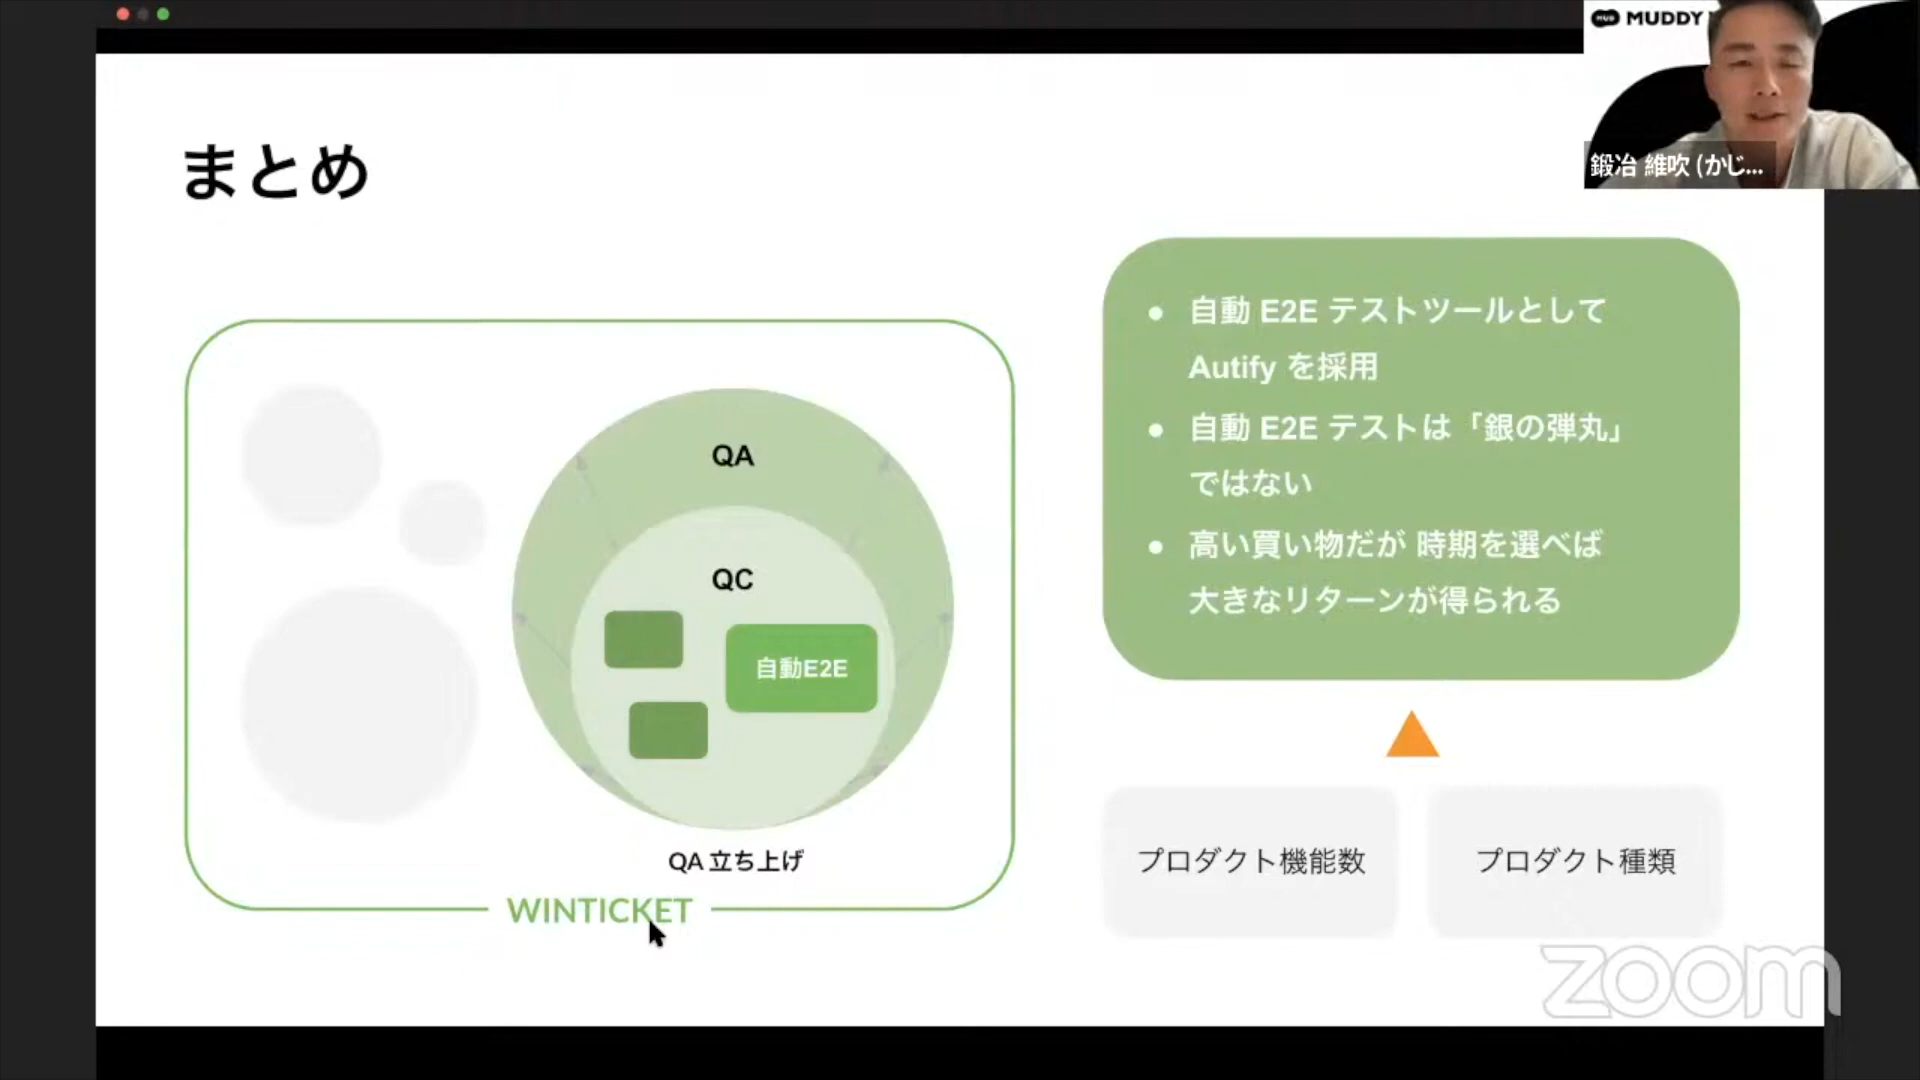 MUDDY
鍛冶 維吹 (かじ...
まとめ
自動 E2E テストツールとして
Autify を採用
自動 E2E テストは「銀の弾丸」
ではない
高い買い物だが 時期を選べば
大きなリターンが得られる
QA
QC
自動E2E
QA 立ち上げ
WINTICKET
プロダクト機能数
プロダクト種類
zoom